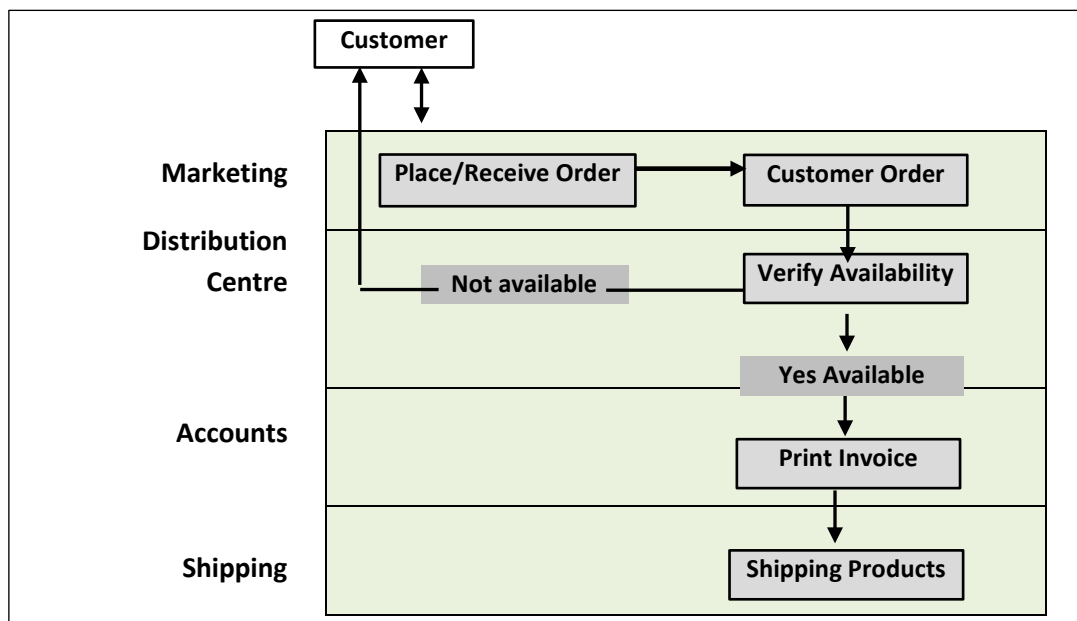 Customer
Marketing
Place/Receive Order
Customer Order
Distribution
Centre
Not available
Verify Availability
Yes Available
Accounts
Print Invoice
Shipping
Shipping Products